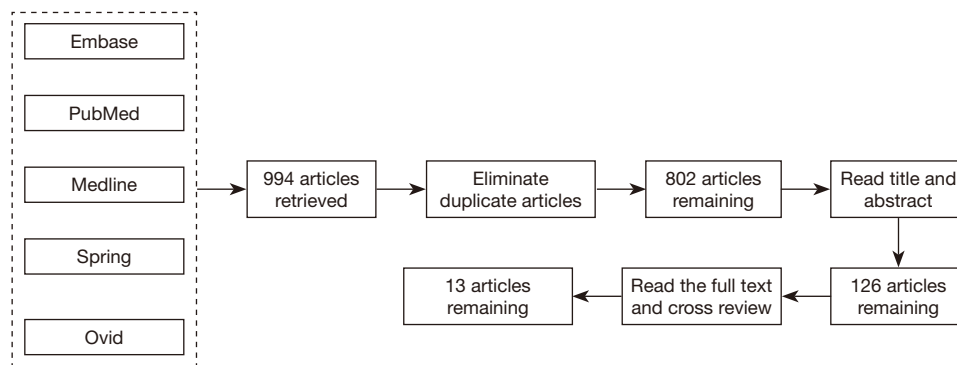 Embase
PubMed
Medline
Spring
Ovid
994 articles
retrieved
Eliminate
duplicate articles
802 articles
remaining
Read title and
abstract
126 articles
remaining
Read the full text
and cross review
13 articles
remaining